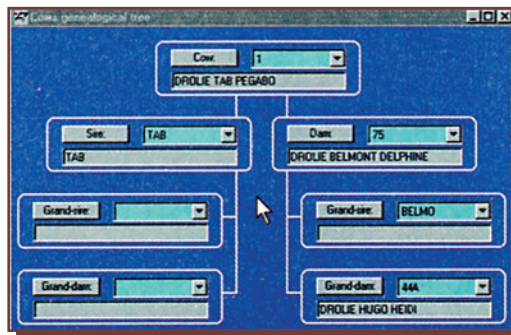 Cows genealogical tree
Cow: 1
DROLIE TAB PEGABO
Sire: TAB
TAB
Dam: 75
DROLIE BELMONT DELPHINE
Grand-sire:
Grand-sire: BELMO
Grand-dam:
Grand-dam: 44A
DROLIE HUGO HEIDI